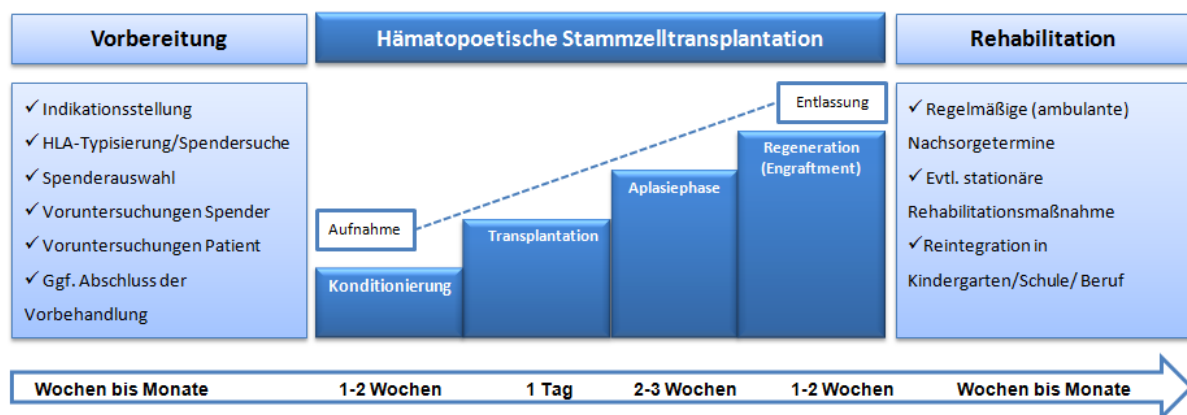 Vorbereitung
Hämatopoetische Stammzelltransplantation
Rehabilitation
✓ Indikationsstellung
✓ HLA-Typisierung/Spendersuche
✓ Spenderauswahl
✓ Voruntersuchungen Spender
✓ Voruntersuchungen Patient
✓ Ggf. Abschluss der
Vorbehandlung
Aufnahme
Entlassung
Konditionierung
Transplantation
Aplasiephase
Regeneration
(Engraftment)
✓ Regelmäßige (ambulante)
Nachsorgetermine
✓ Evtl. stationäre
Rehabilitationsmaßnahme
✓ Reintegration in
Kindergarten/Schule/ Beruf
Wochen bis Monate
1-2 Wochen
1 Tag
2-3 Wochen
1-2 Wochen
Wochen bis Monate